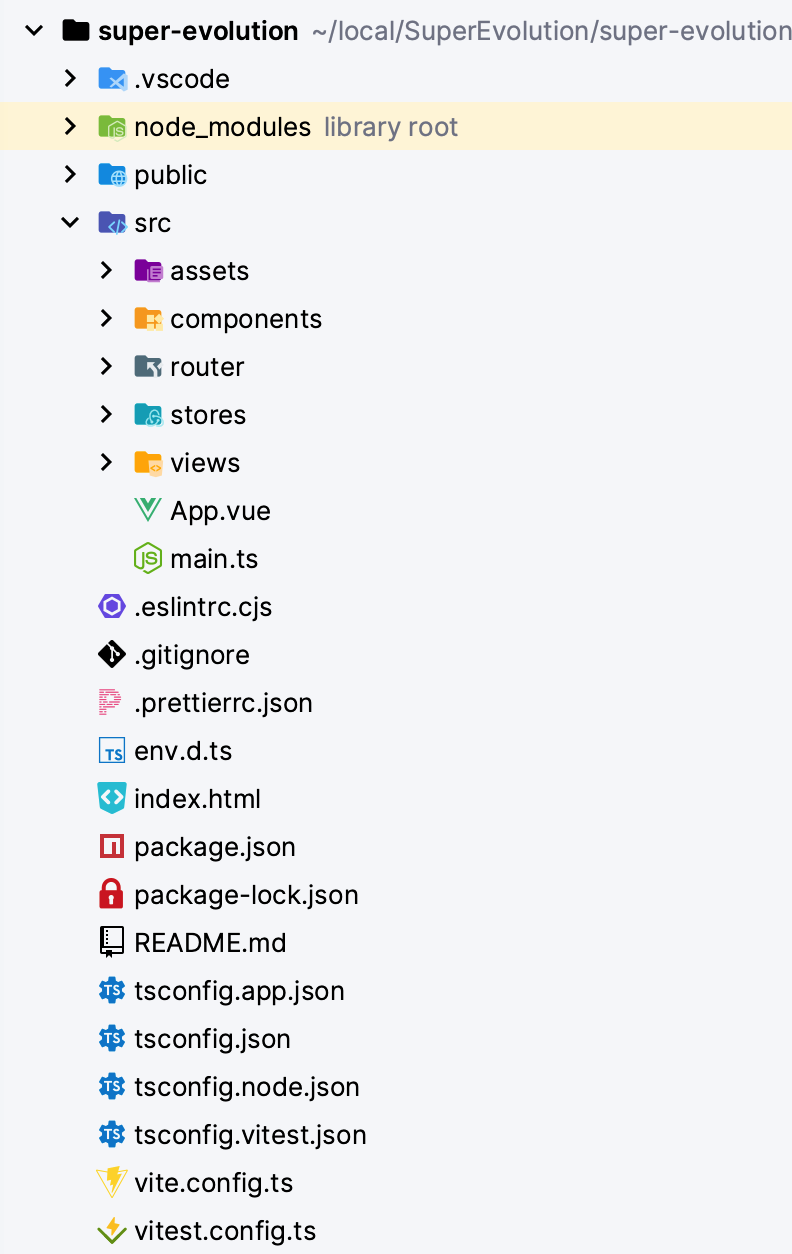 super-evolution ~/local/SuperEvolution/super-evolution
.vscode
node_modules library root
public
src
assets
components
router
stores
views
App.vue
main.ts
.eslintrc.cjs
.gitignore
.prettierrc.json
env.d.ts
index.html
package.json
package-lock.json
README.md
tsconfig.app.json
tsconfig.json
tsconfig.node.json
tsconfig.vitest.json
vite.config.ts
vitest.config.ts